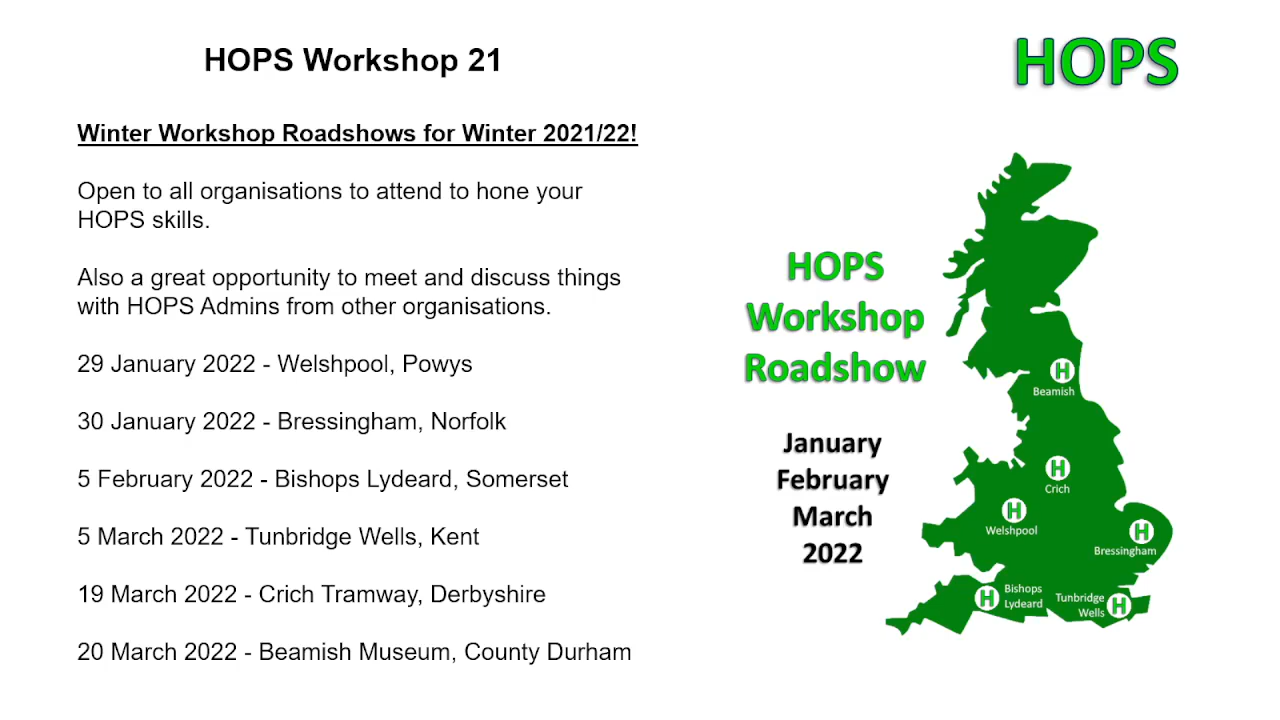 HOPS Workshop 21
HOPS
Winter Workshop Roadshows for Winter 2021/22!
Open to all organisations to attend to hone your
HOPS skills.
Also a great opportunity to meet and discuss things
with HOPS Admins from other organisations.
29 January 2022 - Welshpool, Powys
30 January 2022 - Bressingham, Norfolk
5 February 2022 - Bishops Lydeard, Somerset
5 March 2022 - Tunbridge Wells, Kent
19 March 2022 - Crich Tramway, Derbyshire
20 March 2022 - Beamish Museum, County Durham
HOPS
Workshop
Roadshow
January
February
March
2022
H
Beamish
H
Crich
H
Welshpool
H
Bressingham
H
Bishops
Lydeard
Tunbridge
Wells
H